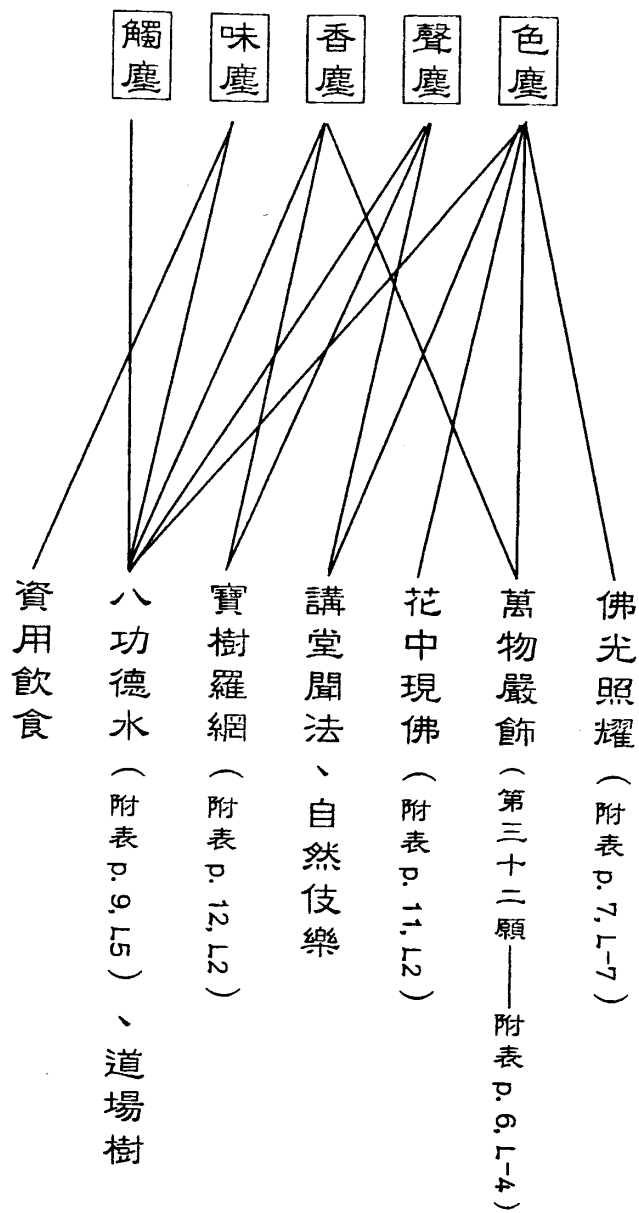 色塵
聲塵
香塵
味塵
觸塵
佛光照耀（附表 p. 7, L-7）
萬物嚴飾（第三十二願——附表 p. 6, L-4）
花中現佛（附表 p. 11, L2）
講堂聞法、自然伎樂
寶樹羅網（附表 p. 12, L2）
八功德水（附表 p. 9, L5）、道場樹
資用飲食